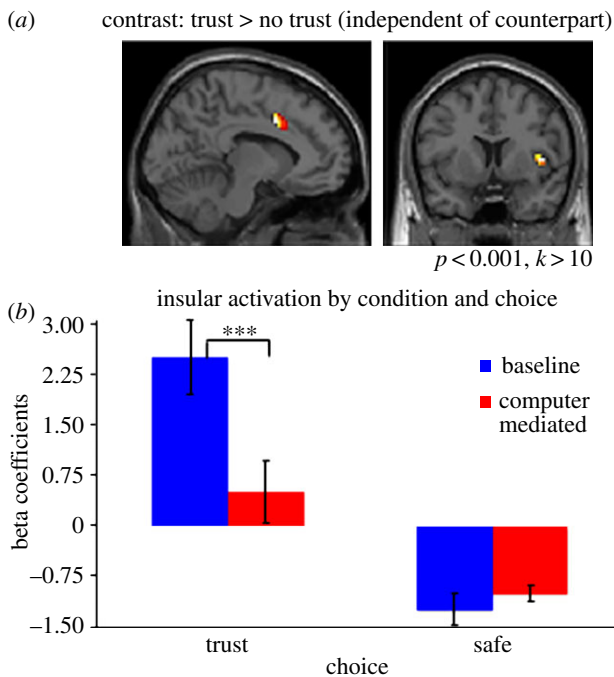 (a) contrast: trust > no trust (independent of counterpart)
p < 0.001, k > 10
(b) insular activation by condition and choice
3.00
2.25
1.50
0.75
0
–0.75
–1.50
beta coefficients
***
baseline
computer
mediated
trust
safe
choice